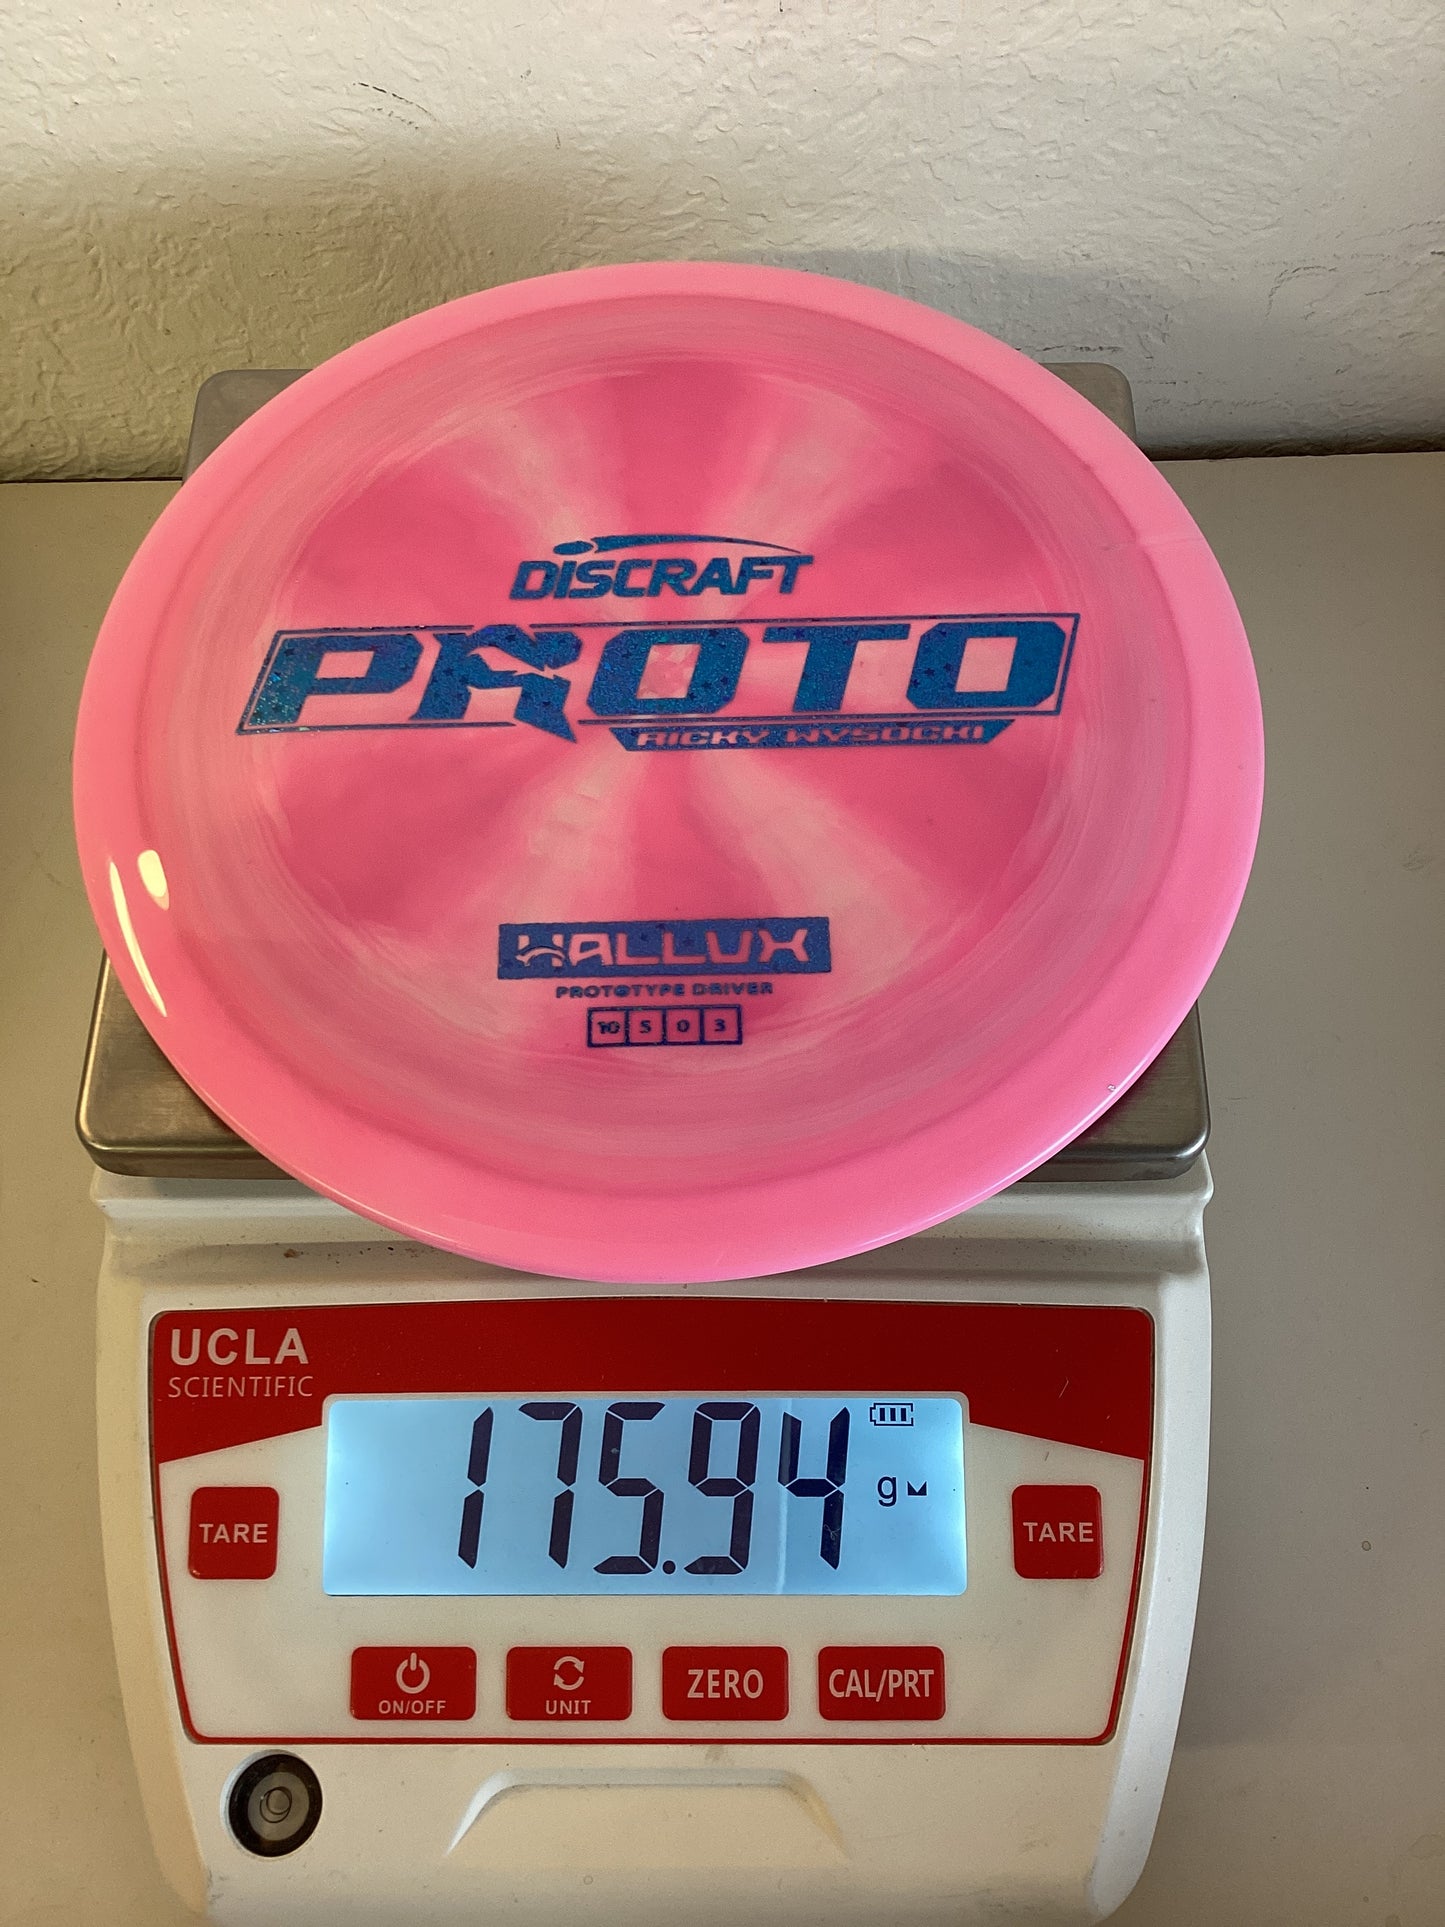 DISCRAFT
PROTO
RICKY WYSOCKI
HALLUX
PROTOTYPE DRIVER
10 5 0 3
UCLA
SCIENTIFIC
175.94 g
TARE
TARE
ON/OFF
UNIT
ZERO
CAL/PRT